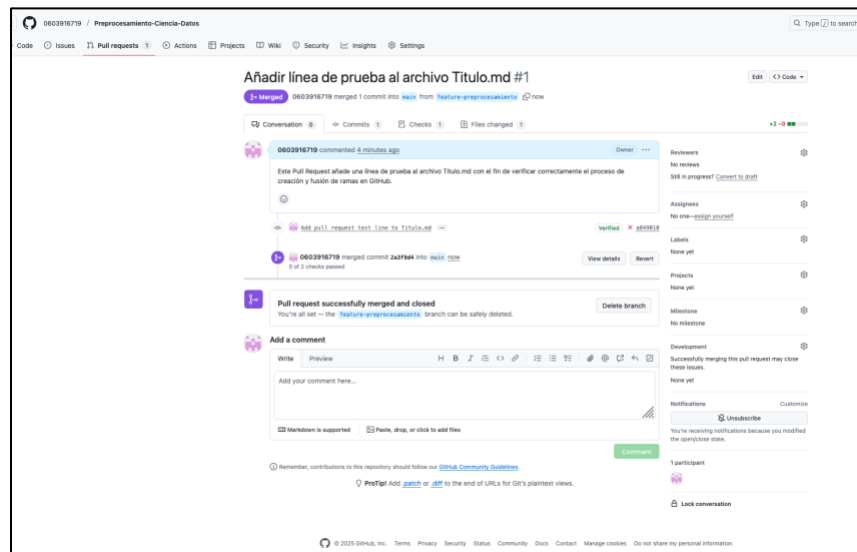 0603916719 / Preprocesamiento-Ciencia-Datos
Type / to search
Code Issues Pull requests 1 Actions Projects Wiki Security Insights Settings
Añadir línea de prueba al archivo Titulo.md #1
Edit <> Code
Merged 0603916719 merged 1 commit into main from feature-preprocesamiento now
Conversation 0 Commits 1 Checks 1 Files changed 1
+2 −0
0603916719 commented 4 minutes ago Owner ...
Este Pull Request añade una línea de prueba al archivo Titulo.md con el fin de verificar correctamente el proceso de
creación y fusión de ramas en GitHub.
Add pull request test line to Titulo.md ... Verified
0603916719 merged commit 2a3f9d4 into main now
0 of 2 checks passed
View details Revert
Pull request successfully merged and closed
You're all set — the feature-preprocesamiento branch can be safely deleted.
Delete branch
Add a comment
Write Preview
Add your comment here...
Markdown is supported Paste, drop, or click to add files
Comment
Remember, contributions to this repository should follow our GitHub Community Guidelines.
ProTip! Add .patch or .diff to the end of URLs for Git's plaintext views.
Reviewers
No reviews
Still in progress? Convert to draft
Assignees
No one—assign yourself
Labels
None yet
Projects
None yet
Milestone
No milestone
Development
Successfully merging this pull request may close
these issues.
None yet
Notifications Customize
Unsubscribe
You're receiving notifications because you modified
the open/close state.
1 participant
Lock conversation
© 2025 GitHub, Inc. Terms Privacy Security Status Community Docs Contact Manage cookies Do not share my personal information